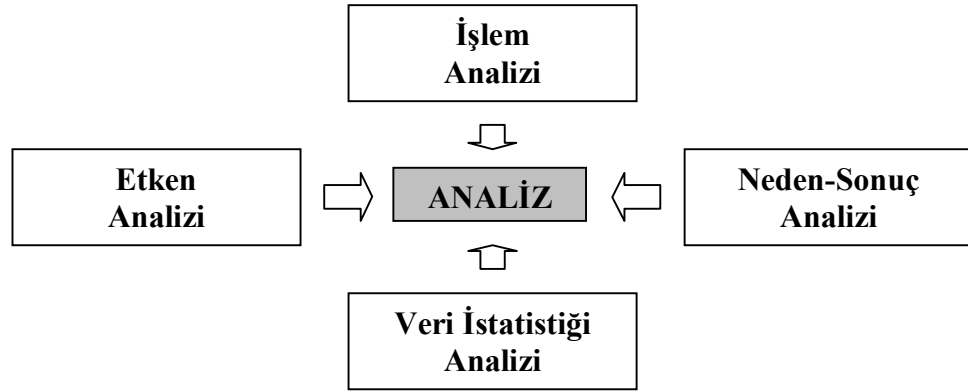 İşlem
Analizi
Etken
Analizi
ANALİZ
Neden-Sonuç
Analizi
Veri İstatistiği
Analizi